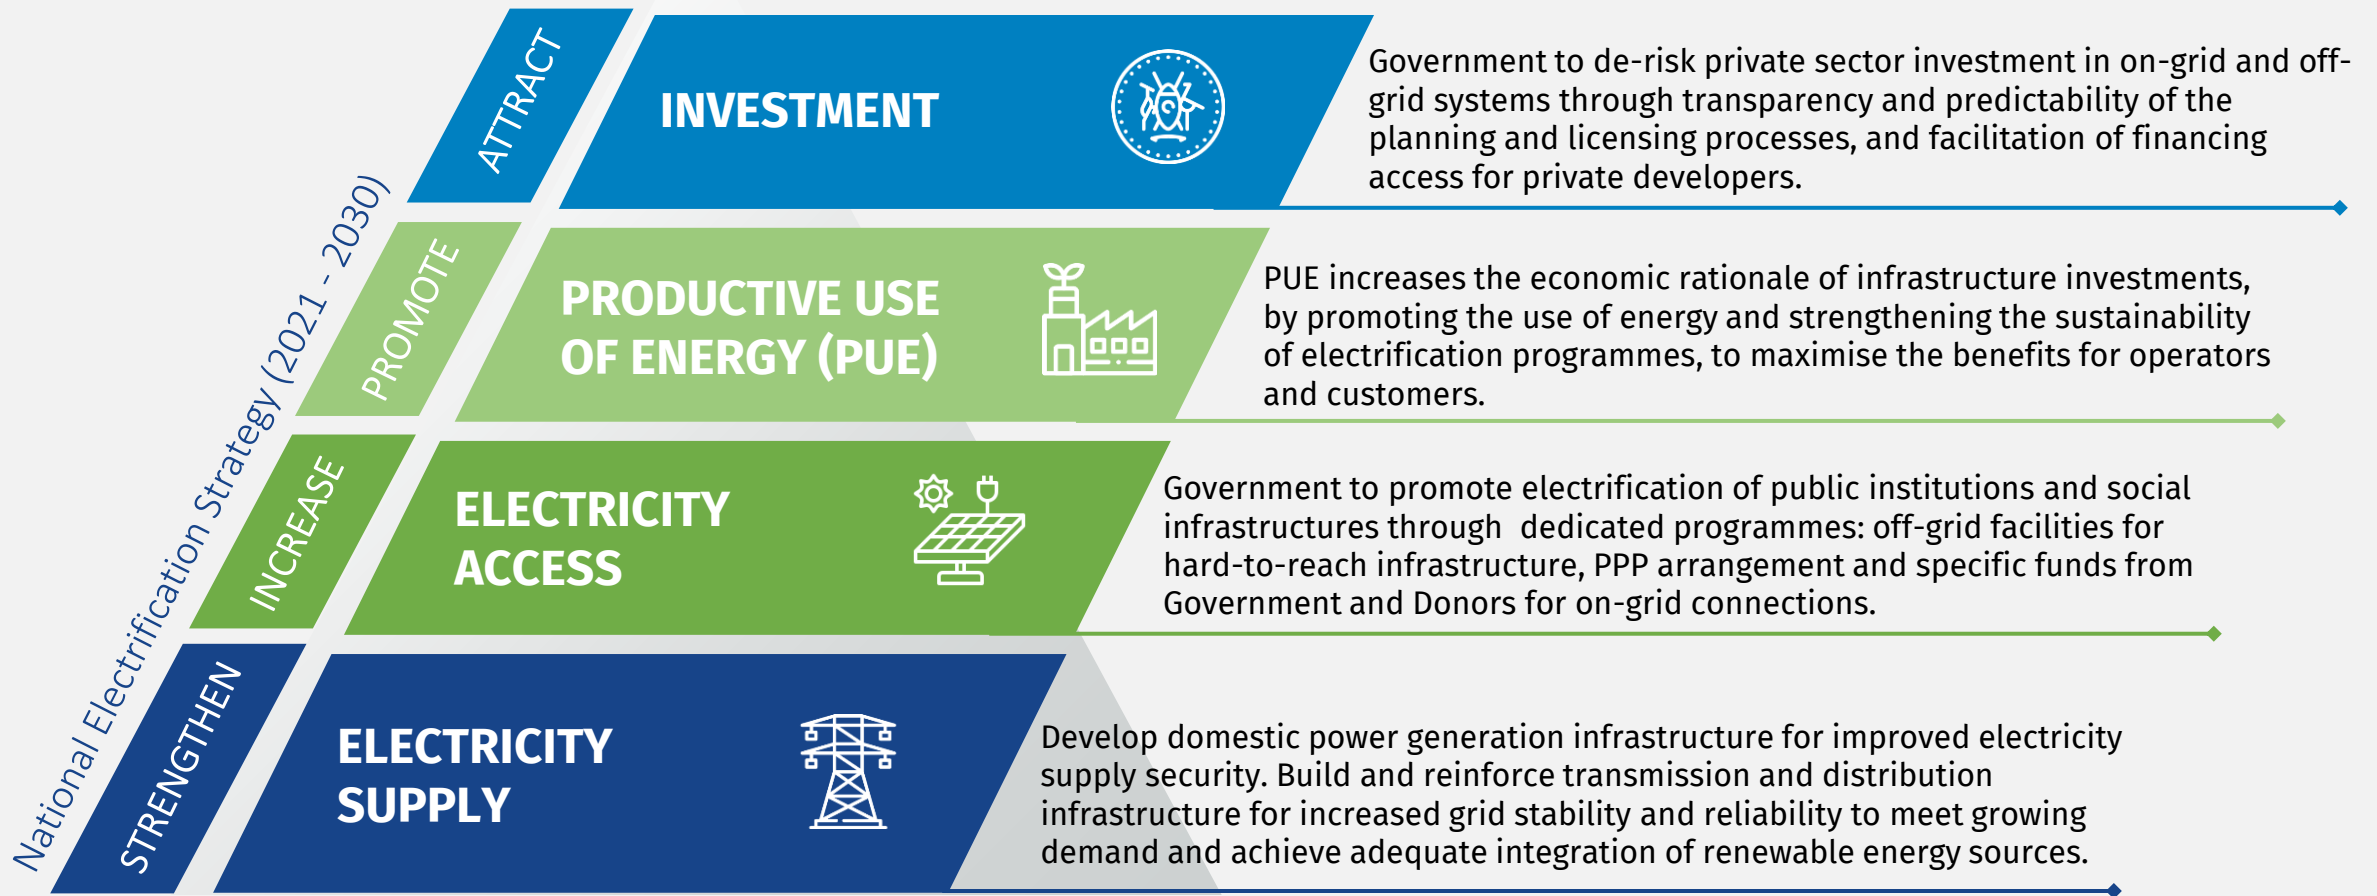 National Electrification Strategy (2021 - 2030)
ATTRACT
INVESTMENT
Government to de-risk private sector investment in on-grid and off-
grid systems through transparency and predictability of the
planning and licensing processes, and facilitation of financing
access for private developers.
PROMOTE
PRODUCTIVE USE
OF ENERGY (PUE)
PUE increases the economic rationale of infrastructure investments,
by promoting the use of energy and strengthening the sustainability
of electrification programmes, to maximise the benefits for operators
and customers.
INCREASE
ELECTRICITY
ACCESS
Government to promote electrification of public institutions and social
infrastructures through  dedicated programmes: off-grid facilities for
hard-to-reach infrastructure, PPP arrangement and specific funds from
Government and Donors for on-grid connections.
STRENGTHEN
ELECTRICITY
SUPPLY
Develop domestic power generation infrastructure for improved electricity
supply security. Build and reinforce transmission and distribution
infrastructure for increased grid stability and reliability to meet growing
demand and achieve adequate integration of renewable energy sources.